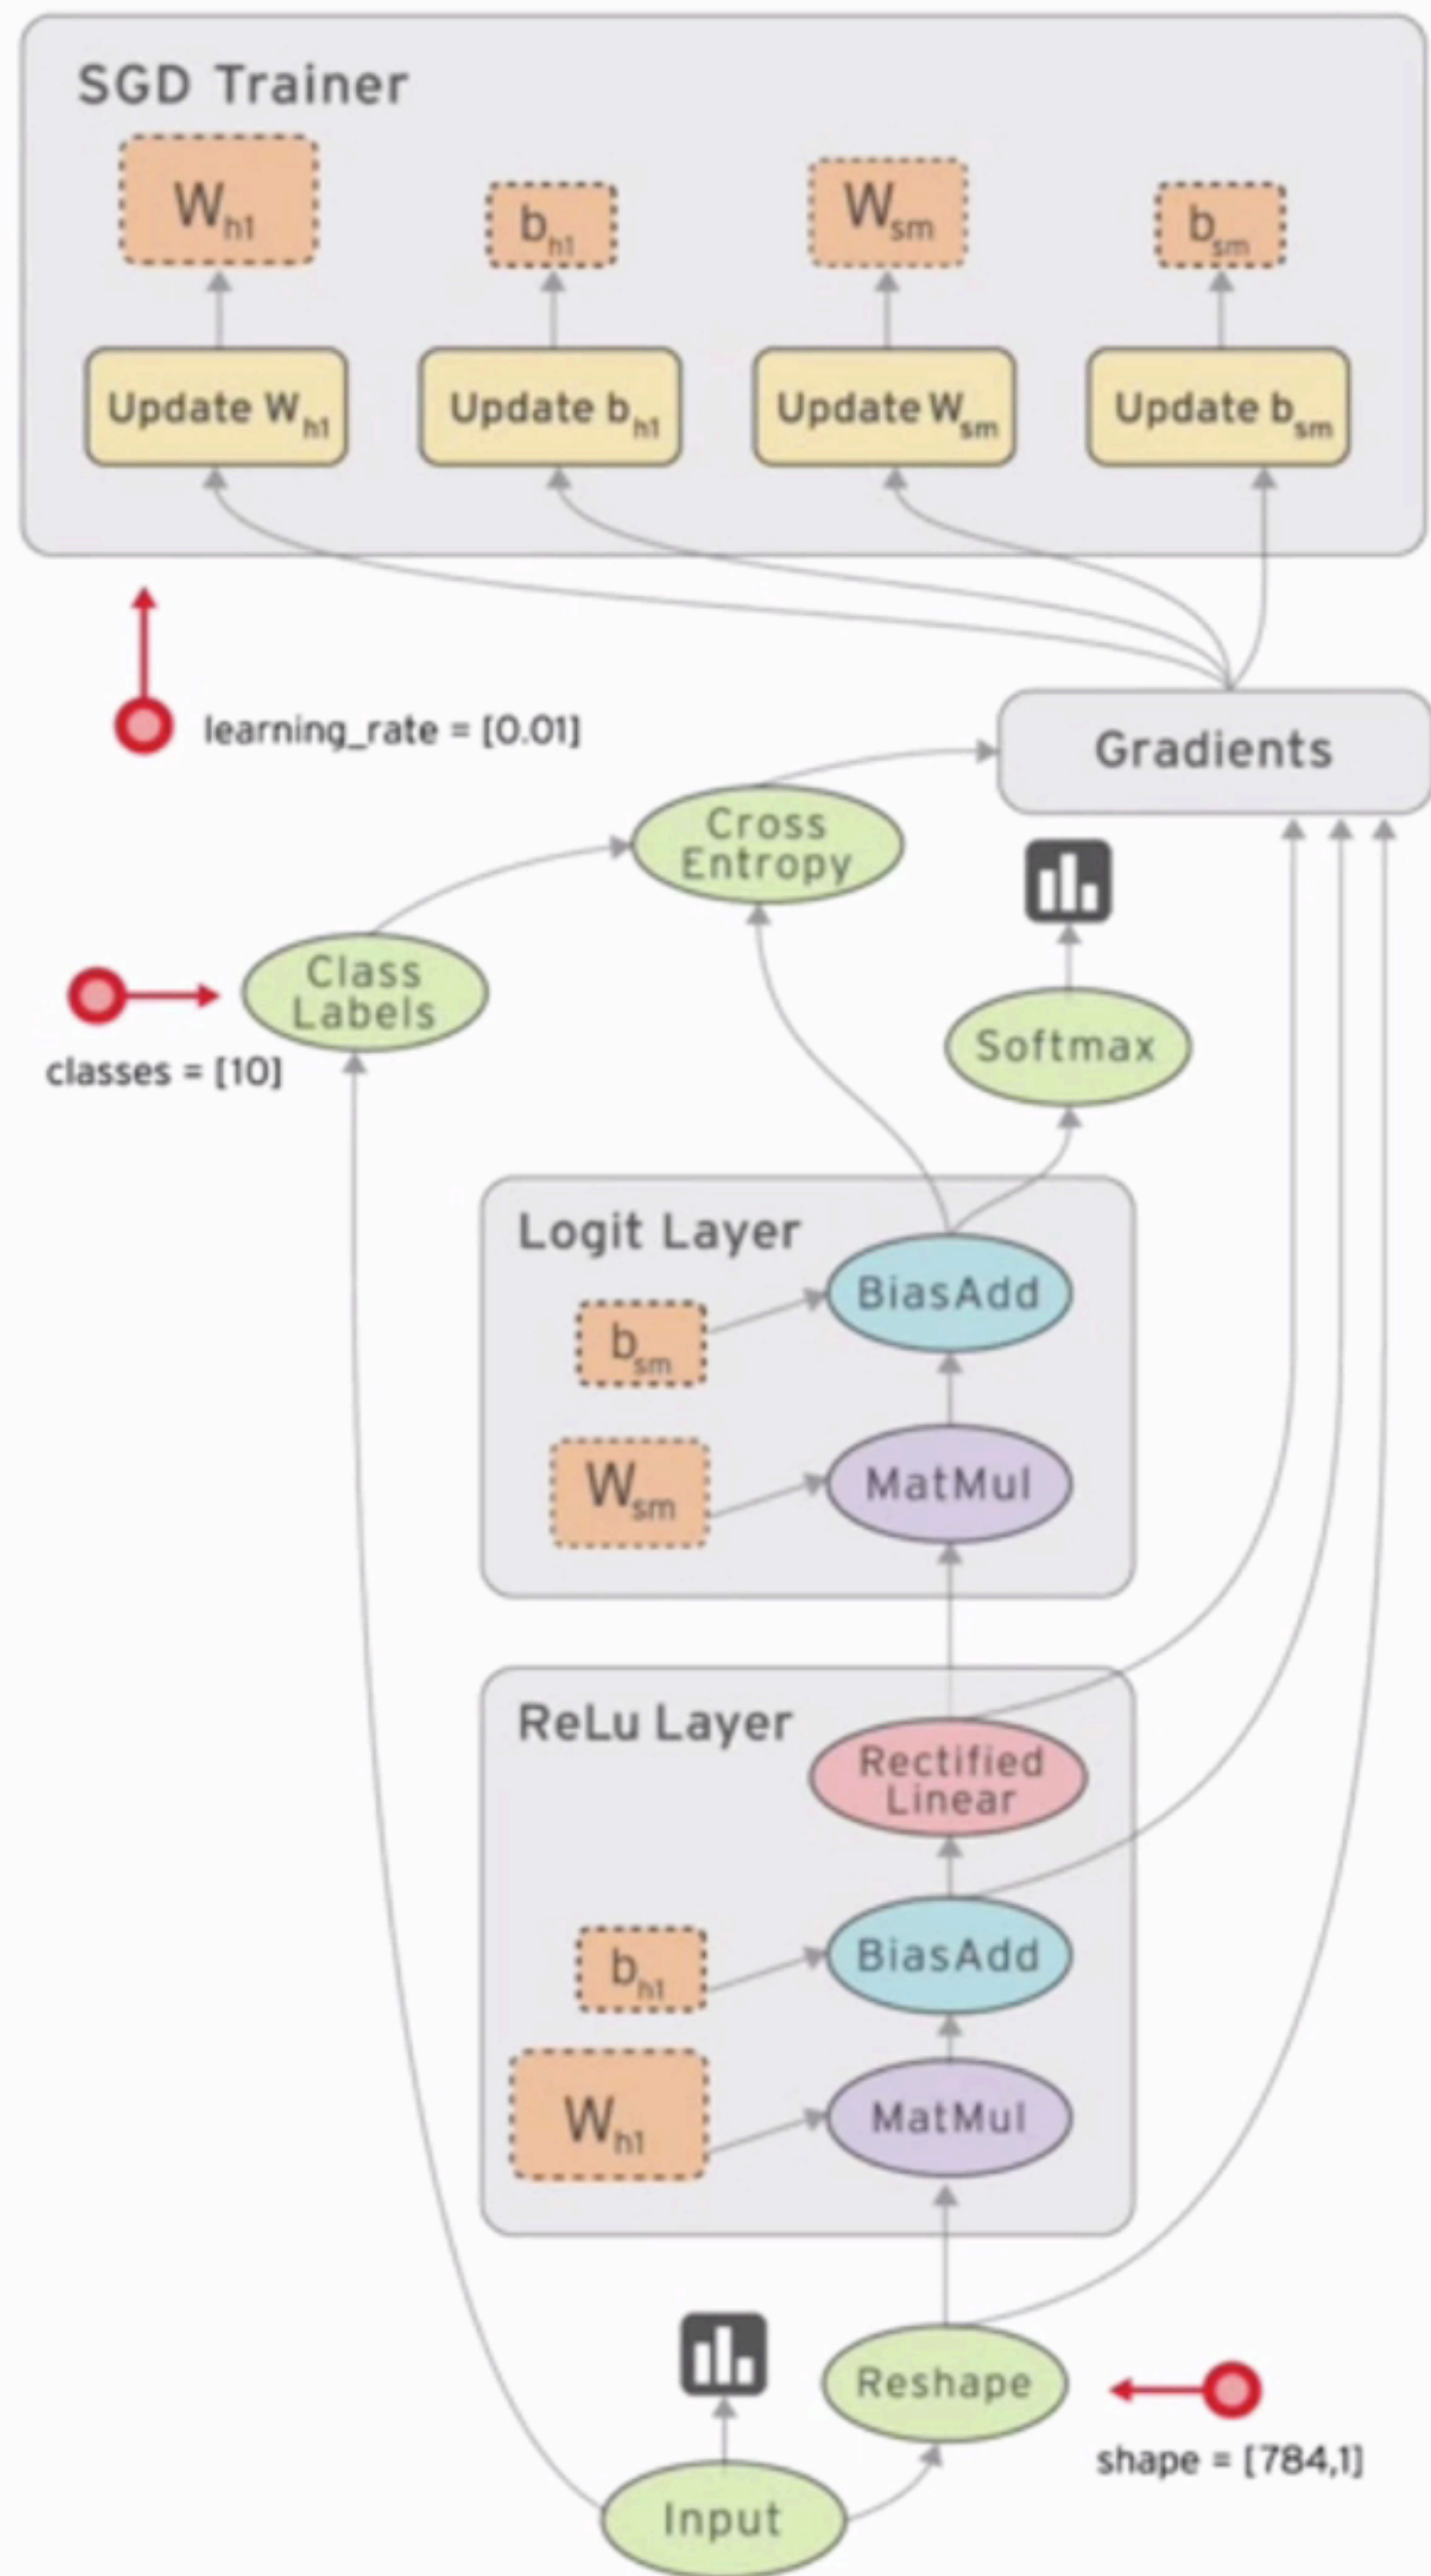 SGD Trainer
Wh1
bh1
Wsm
bsm
Update Wh1
Update bh1
Update Wsm
Update bsm
learning_rate = [0.01]
Gradients
Cross
Entropy
Class
Labels
classes = [10]
Softmax
Logit Layer
BiasAdd
bsm
MatMul
Wsm
ReLu Layer
Rectified
Linear
BiasAdd
bh1
MatMul
Wh1
Reshape
shape = [784,1]
Input